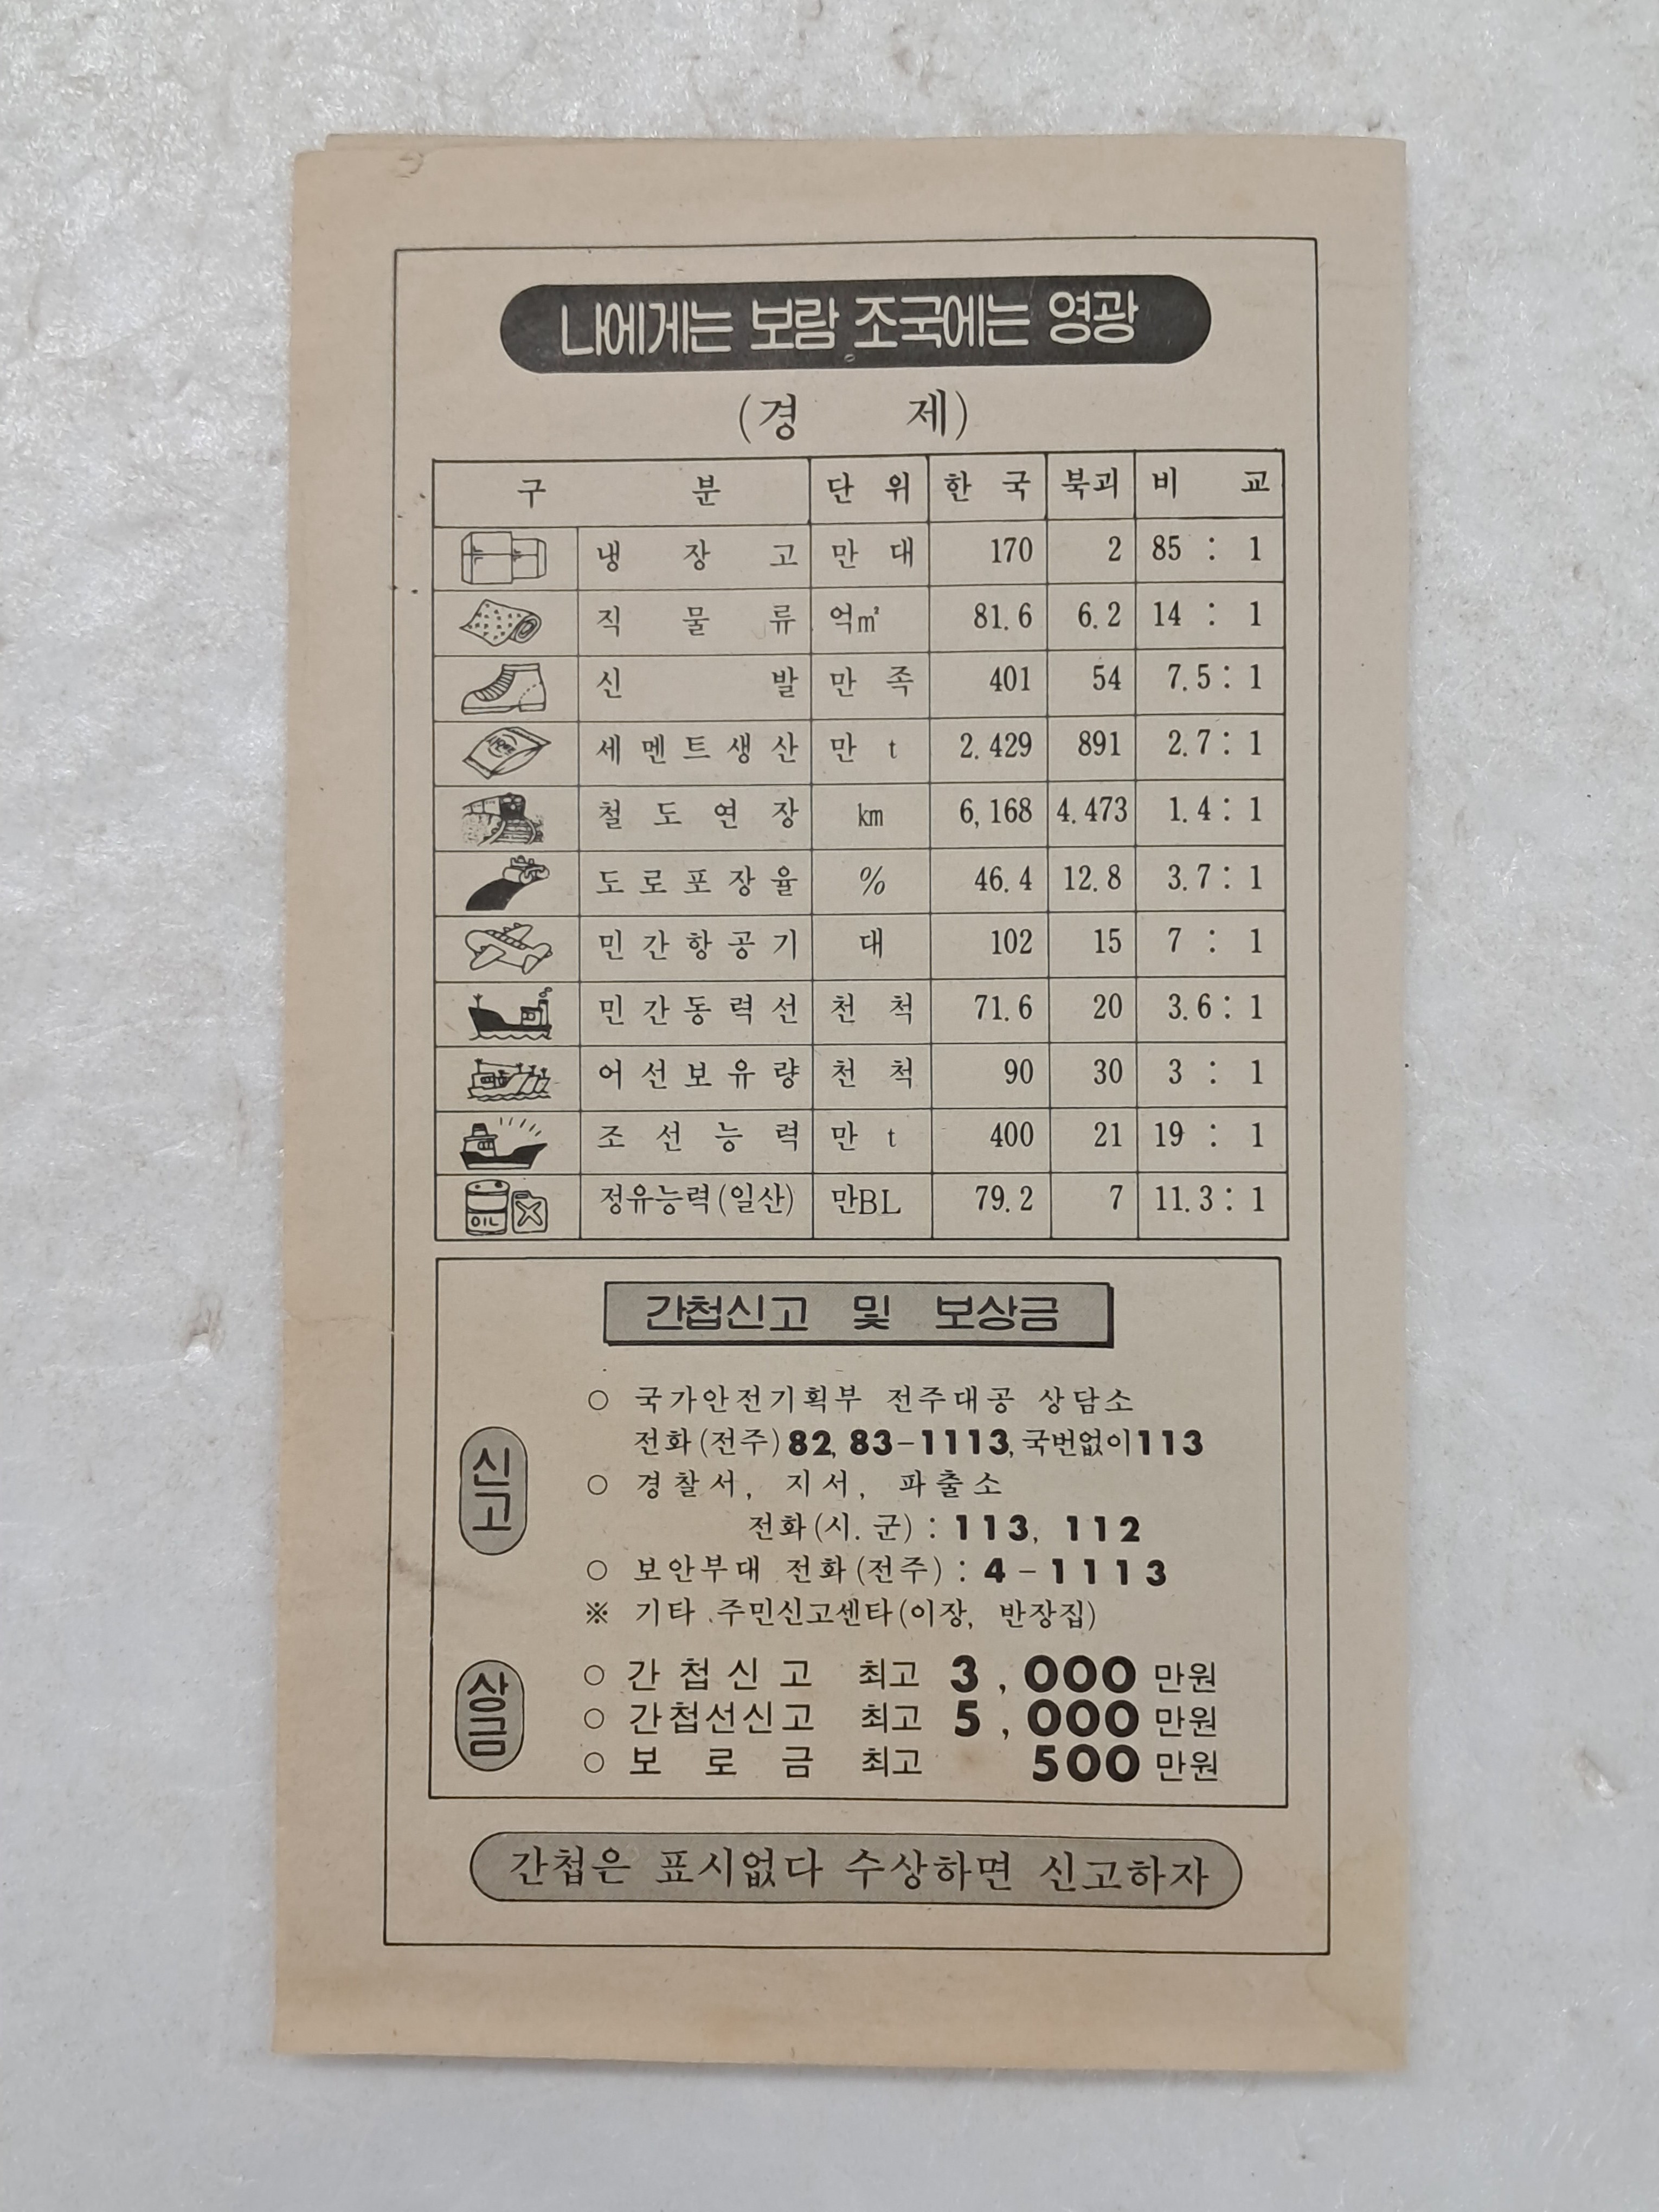 나에게는 보람 조국에는 영광
(경 제)
구 분 단 위 한 국 북괴 비 교
냉 장 고 만 대 170 2 85 : 1
직 물 류 억㎡ 81.6 6.2 14 : 1
신 발 만 족 401 54 7.5 : 1
세 멘 트 생 산 만 t 2.429 891 2.7 : 1
철 도 연 장 ㎞ 6,168 4.473 1.4 : 1
도 로 포 장 율 % 46.4 12.8 3.7 : 1
민 간 항 공 기 대 102 15 7 : 1
민 간 동 력 선 천 척 71.6 20 3.6 : 1
어 선 보 유 량 천 척 90 30 3 : 1
조 선 능 력 만 t 400 21 19 : 1
OIL 정유능력(일산) 만BL 79.2 7 11.3 : 1
간첩신고 및 보상금
신고
○ 국가안전기획부 전주대공 상담소
전화(전주) 82, 83-1113, 국번없이 113
○ 경찰서, 지서, 파출소
전화(시. 군) : 113, 112
○ 보안부대 전화(전주) : 4-1113
※ 기타 주민신고센타(이장, 반장집)
상금
○ 간첩신고 최고 3,000 만원
○ 간첩선신고 최고 5,000 만원
○ 보 로 금 최고 500 만원
간첩은 표시없다 수상하면 신고하자